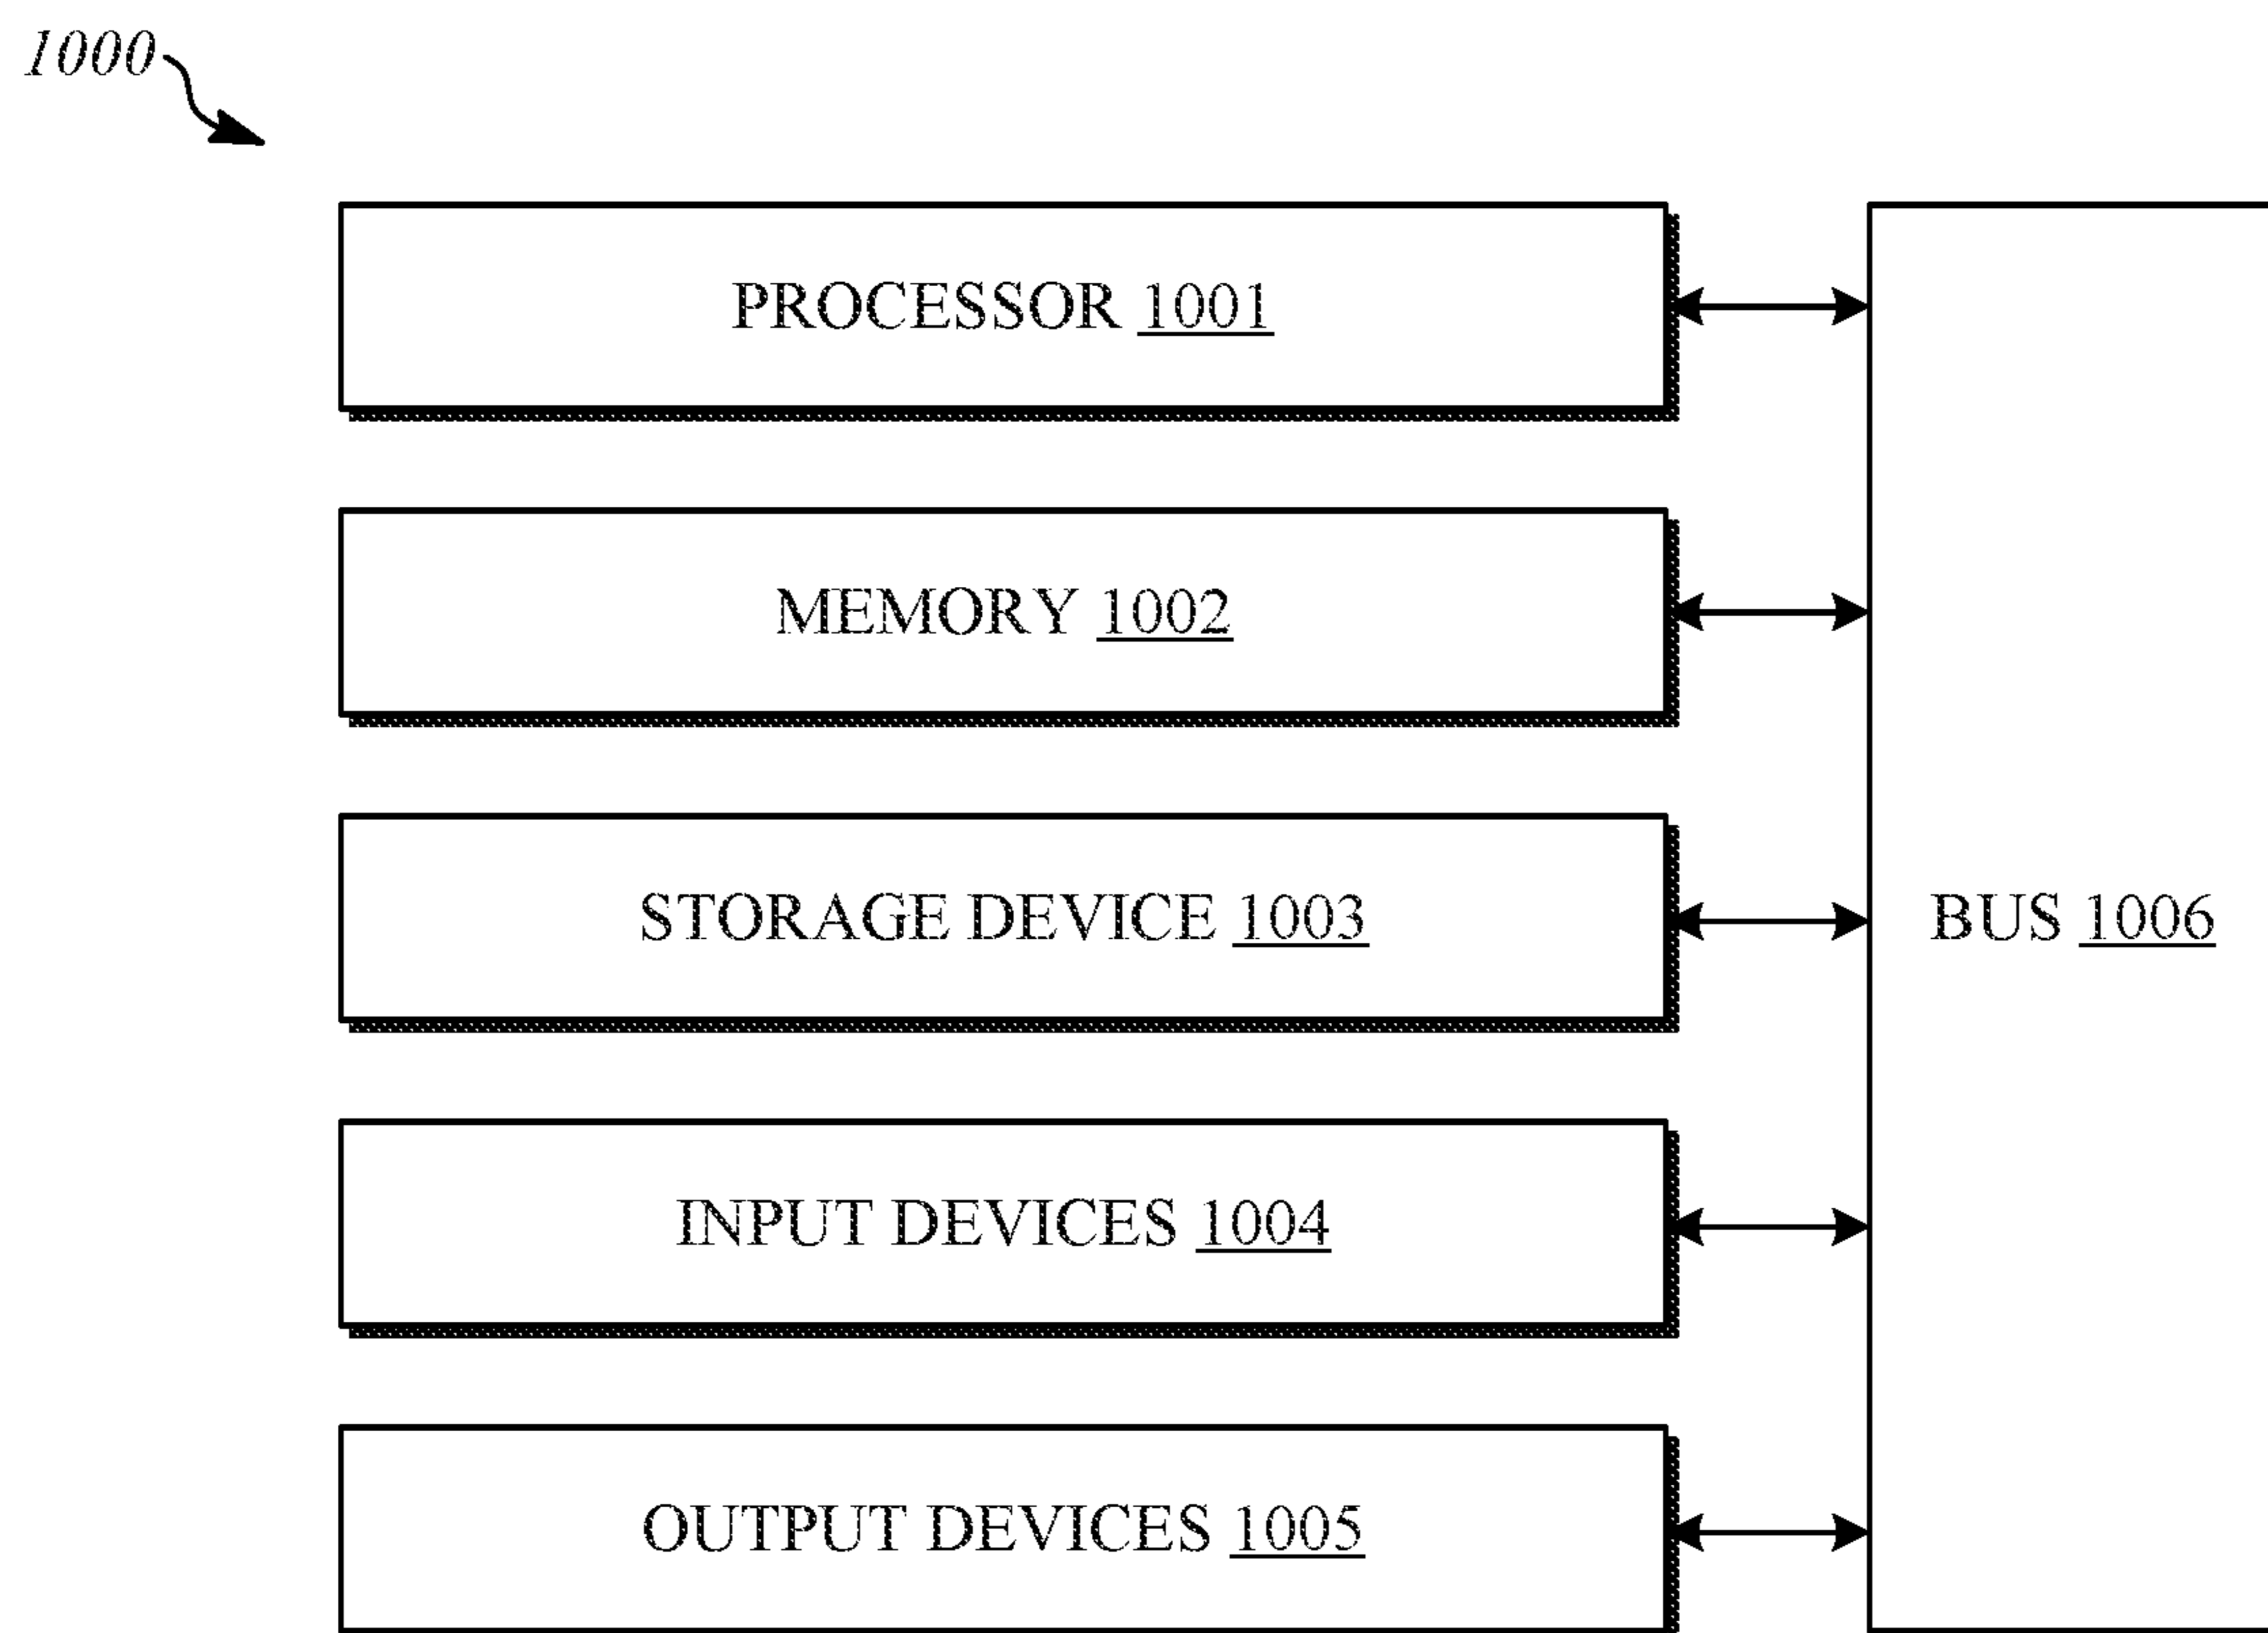 1000
PROCESSOR 1001
MEMORY 1002
STORAGE DEVICE 1003
BUS 1006
INPUT DEVICES 1004
OUTPUT DEVICES 1005